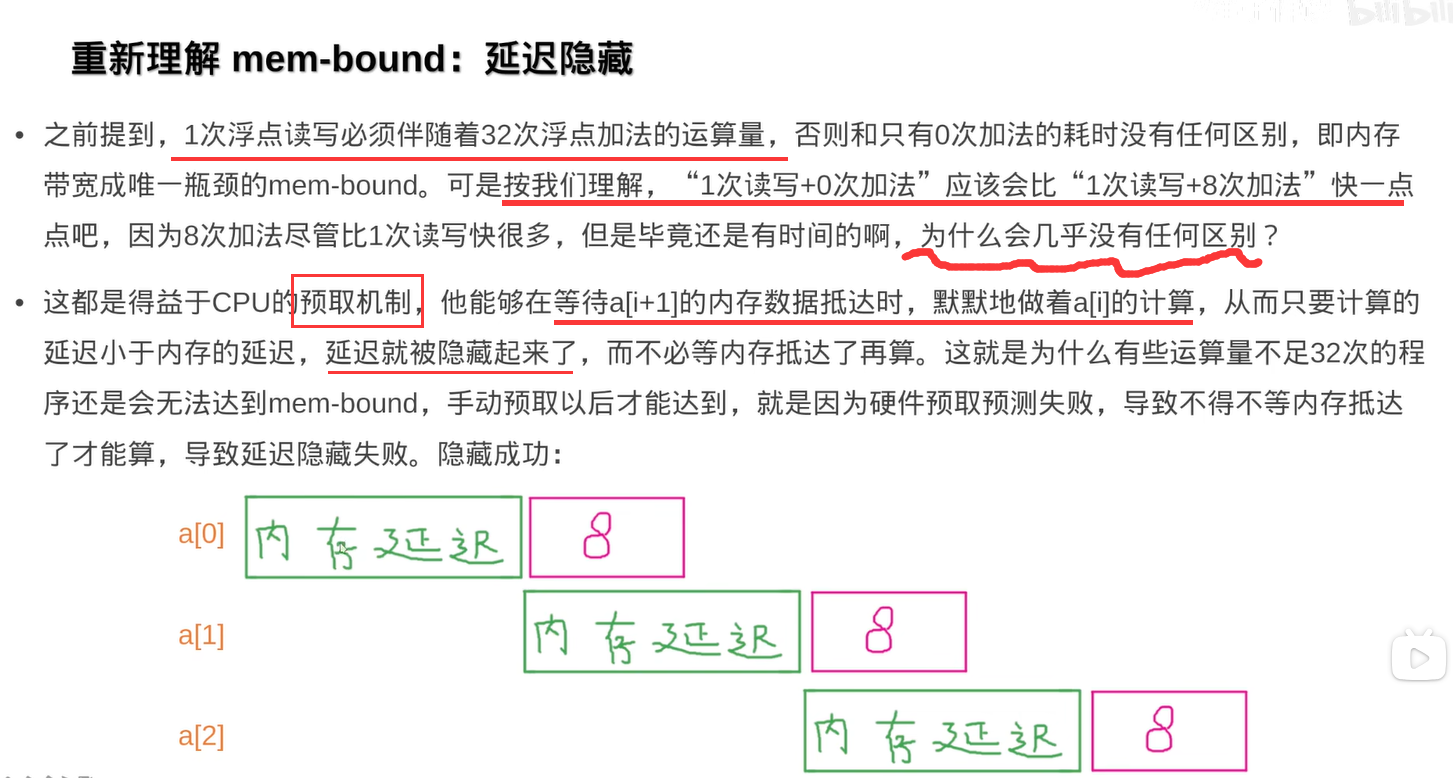 bilibili
重新理解 mem-bound：延迟隐藏
• 之前提到，1次浮点读写必须伴随着32次浮点加法的运算量，否则和只有0次加法的耗时没有任何区别，即内存
带宽成唯一瓶颈的mem-bound。可是按我们理解，“1次读写+0次加法”应该会比“1次读写+8次加法”快一点
点吧，因为8次加法尽管比1次读写快很多，但是毕竟还是有时间的啊，为什么会几乎没有任何区别？
• 这都是得益于CPU的预取机制，他能够在等待a[i+1]的内存数据抵达时，默默地做着a[i]的计算，从而只要计算的
延迟小于内存的延迟，延迟就被隐藏起来了，而不必等内存抵达了再算。这就是为什么有些运算量不足32次的程
序还是会无法达到mem-bound，手动预取以后才能达到，就是因为硬件预取预测失败，导致不得不等内存抵达
了才能算，导致延迟隐藏失败。隐藏成功：
a[0] 内存延迟 8
a[1] 内存延迟 8
a[2] 内存延迟 8